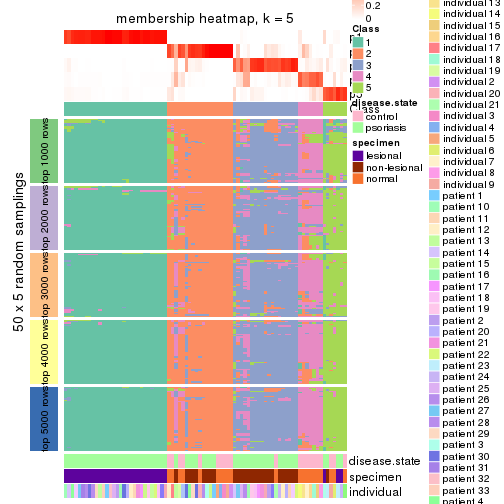 membership heatmap, k = 5
0.2
0
Class
1
2
3
4
5
disease.state
control
psoriasis
specimen
lesional
non-lesional
normal
50 x 5 random samplings
top 1000 rows
top 2000 rows
top 3000 rows
top 4000 rows
top 5000 rows
Class
disease.state
specimen
individual
individual 13
individual 14
individual 15
individual 16
individual 17
individual 18
individual 19
individual 2
individual 20
individual 21
individual 3
individual 4
individual 5
individual 6
individual 7
individual 8
individual 9
patient 1
patient 10
patient 11
patient 12
patient 13
patient 14
patient 15
patient 16
patient 17
patient 18
patient 19
patient 2
patient 20
patient 21
patient 22
patient 23
patient 24
patient 25
patient 26
patient 27
patient 28
patient 29
patient 3
patient 30
patient 31
patient 32
patient 33
patient 4